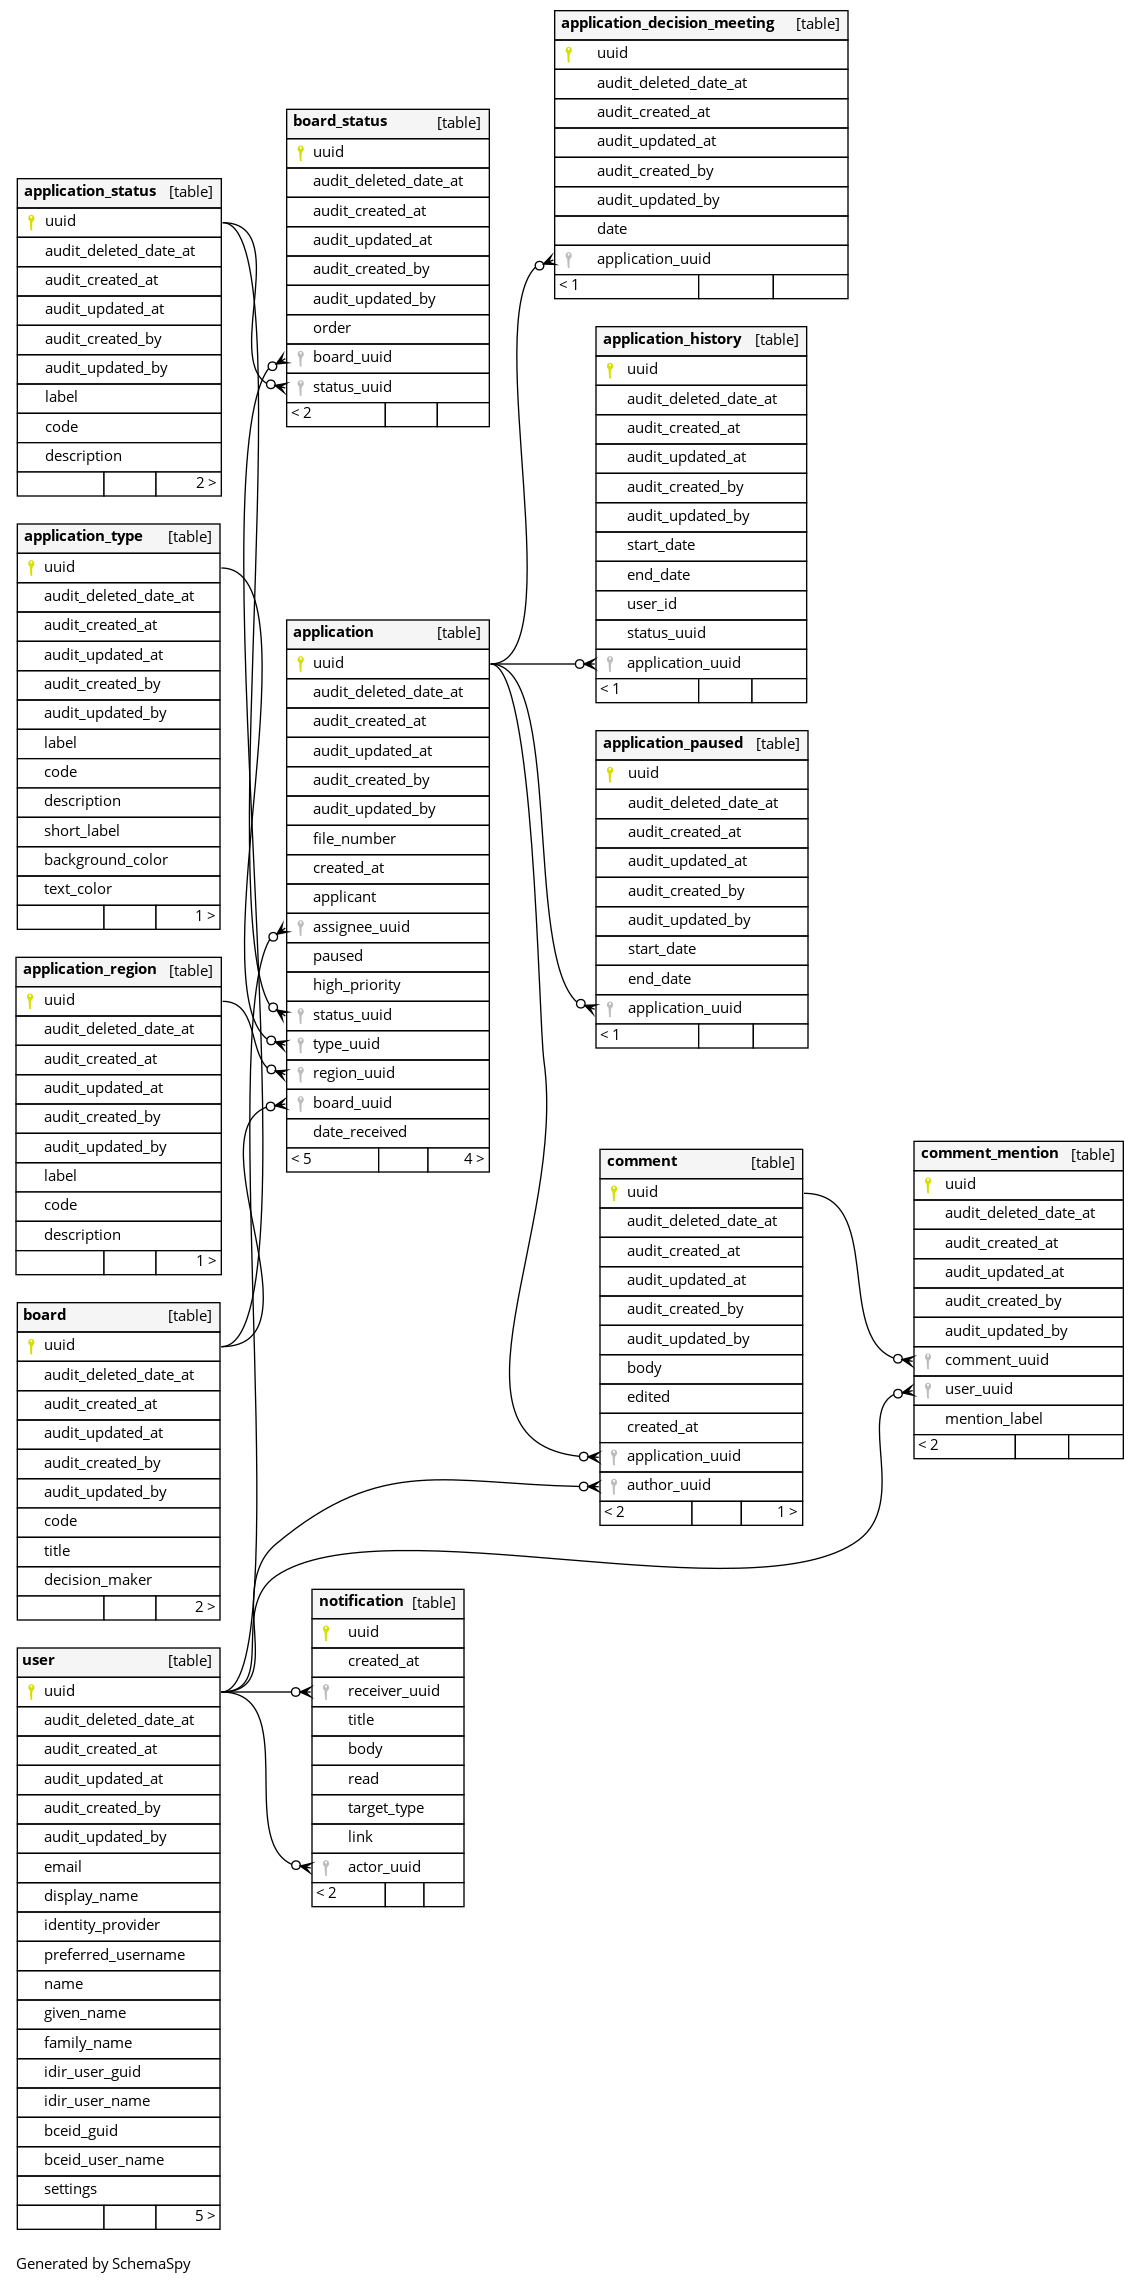 application_decision_meeting [table]
uuid
audit_deleted_date_at
audit_created_at
audit_updated_at
audit_created_by
audit_updated_by
date
application_uuid
< 1
board_status [table]
uuid
audit_deleted_date_at
audit_created_at
audit_updated_at
audit_created_by
audit_updated_by
order
board_uuid
status_uuid
< 2
application_status [table]
uuid
audit_deleted_date_at
audit_created_at
audit_updated_at
audit_created_by
audit_updated_by
label
code
description
2 >
application_history [table]
uuid
audit_deleted_date_at
audit_created_at
audit_updated_at
audit_created_by
audit_updated_by
start_date
end_date
user_id
status_uuid
application_uuid
< 1
application_type [table]
uuid
audit_deleted_date_at
audit_created_at
audit_updated_at
audit_created_by
audit_updated_by
label
code
description
short_label
background_color
text_color
1 >
application [table]
uuid
audit_deleted_date_at
audit_created_at
audit_updated_at
audit_created_by
audit_updated_by
file_number
created_at
applicant
assignee_uuid
paused
high_priority
status_uuid
type_uuid
region_uuid
board_uuid
date_received
< 5 4 >
application_paused [table]
uuid
audit_deleted_date_at
audit_created_at
audit_updated_at
audit_created_by
audit_updated_by
start_date
end_date
application_uuid
< 1
application_region [table]
uuid
audit_deleted_date_at
audit_created_at
audit_updated_at
audit_created_by
audit_updated_by
label
code
description
1 >
comment [table]
uuid
audit_deleted_date_at
audit_created_at
audit_updated_at
audit_created_by
audit_updated_by
body
edited
created_at
application_uuid
author_uuid
< 2 1 >
comment_mention [table]
uuid
audit_deleted_date_at
audit_created_at
audit_updated_at
audit_created_by
audit_updated_by
comment_uuid
user_uuid
mention_label
< 2
board [table]
uuid
audit_deleted_date_at
audit_created_at
audit_updated_at
audit_created_by
audit_updated_by
code
title
decision_maker
2 >
notification [table]
uuid
created_at
receiver_uuid
title
body
read
target_type
link
actor_uuid
< 2
user [table]
uuid
audit_deleted_date_at
audit_created_at
audit_updated_at
audit_created_by
audit_updated_by
email
display_name
identity_provider
preferred_username
name
given_name
family_name
idir_user_guid
idir_user_name
bceid_guid
bceid_user_name
settings
5 >
Generated by SchemaSpy